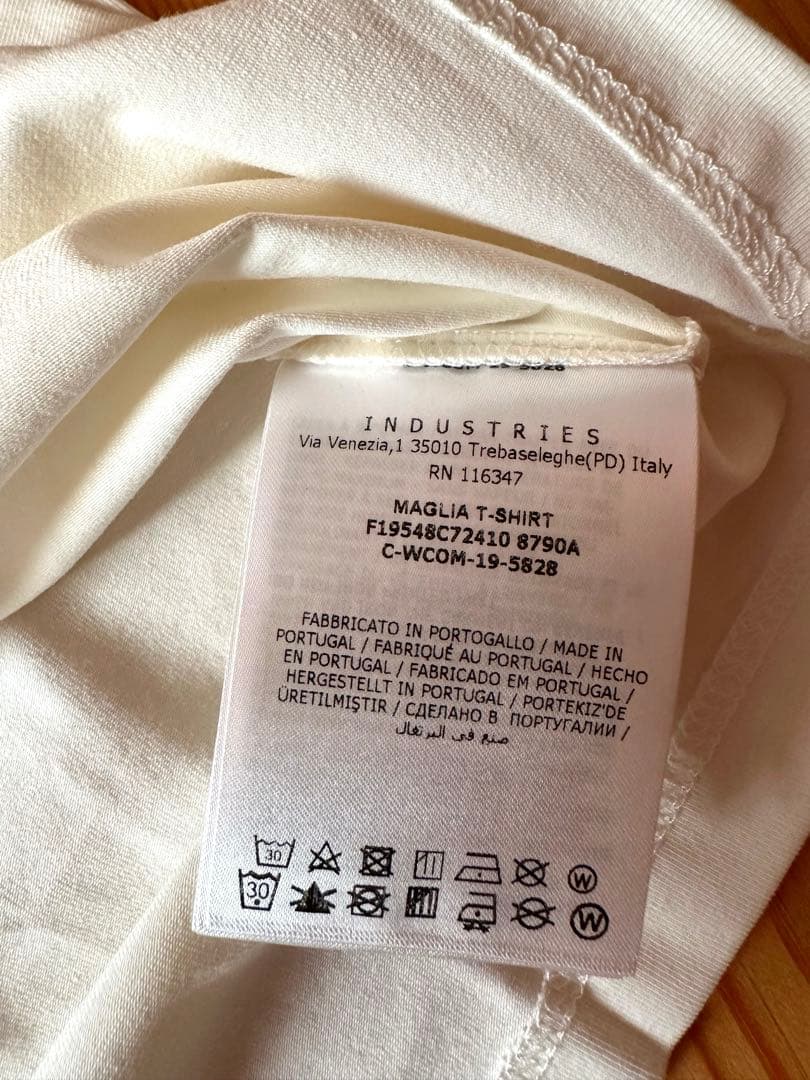 INDUSTRIES
Via Venezia,1 35010 Trebaseleghe(PD) Italy
RN 116347
MAGLIA T-SHIRT
F19548C72410 8790A
C-WCOM-19-5828
FABBRICATO IN PORTOGALLO / MADE IN
PORTUGAL / FABRIQUÉ AU PORTUGAL / HECHO
EN PORTUGAL / FABRICADO EM PORTUGAL /
HERGESTELLT IN PORTUGAL / PORTEKIZ'DE
ÜRETILMIŞTIR / СДЕЛАНО В ПОРТУГАЛИИ /
صنع في البرتغال
30 W
30 W